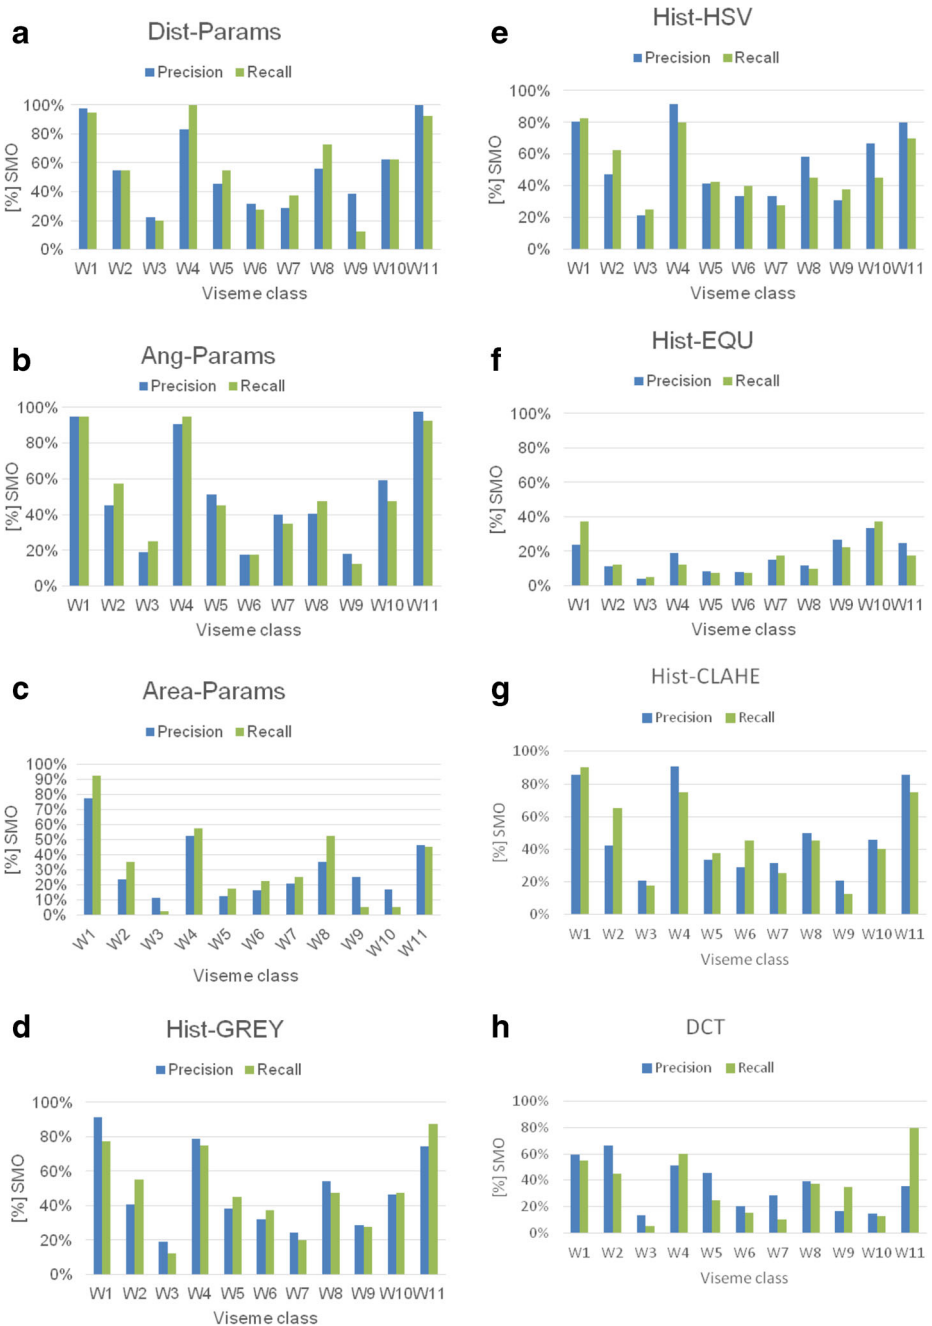 a
Dist-Params
Precision Recall
[%] SMO
100%
80%
60%
40%
20%
0%
W1 W2 W3 W4 W5 W6 W7 W8 W9 W10 W11
Viseme class
b
Ang-Params
Precision Recall
[%] SMO
100%
80%
60%
40%
20%
0%
W1 W2 W3 W4 W5 W6 W7 W8 W9 W10 W11
Viseme class
c
Area-Params
Precision Recall
[%] SMO
100%
90%
80%
70%
60%
50%
40%
30%
20%
10%
0%
W1 W2 W3 W4 W5 W6 W7 W8 W9 W10 W11
Viseme class
d
Hist-GREY
Precision Recall
[%] SMO
100%
80%
60%
40%
20%
0%
W1 W2 W3 W4 W5 W6 W7 W8 W9 W10 W11
Viseme class
e
Hist-HSV
Precision Recall
[%] SMO
100%
80%
60%
40%
20%
0%
W1 W2 W3 W4 W5 W6 W7 W8 W9 W10 W11
Viseme class
f
Hist-EQU
Precision Recall
[%] SMO
100%
80%
60%
40%
20%
0%
W1 W2 W3 W4 W5 W6 W7 W8 W9 W10 W11
Viseme class
g
Hist-CLAHE
Precision Recall
[%] SMO
100%
80%
60%
40%
20%
0%
W1 W2 W3 W4 W5 W6 W7 W8 W9 W10 W11
Viseme class
h
DCT
Precision Recall
[%] SMO
100%
80%
60%
40%
20%
0%
W1 W2 W3 W4 W5 W6 W7 W8 W9 W10 W11
Viseme class